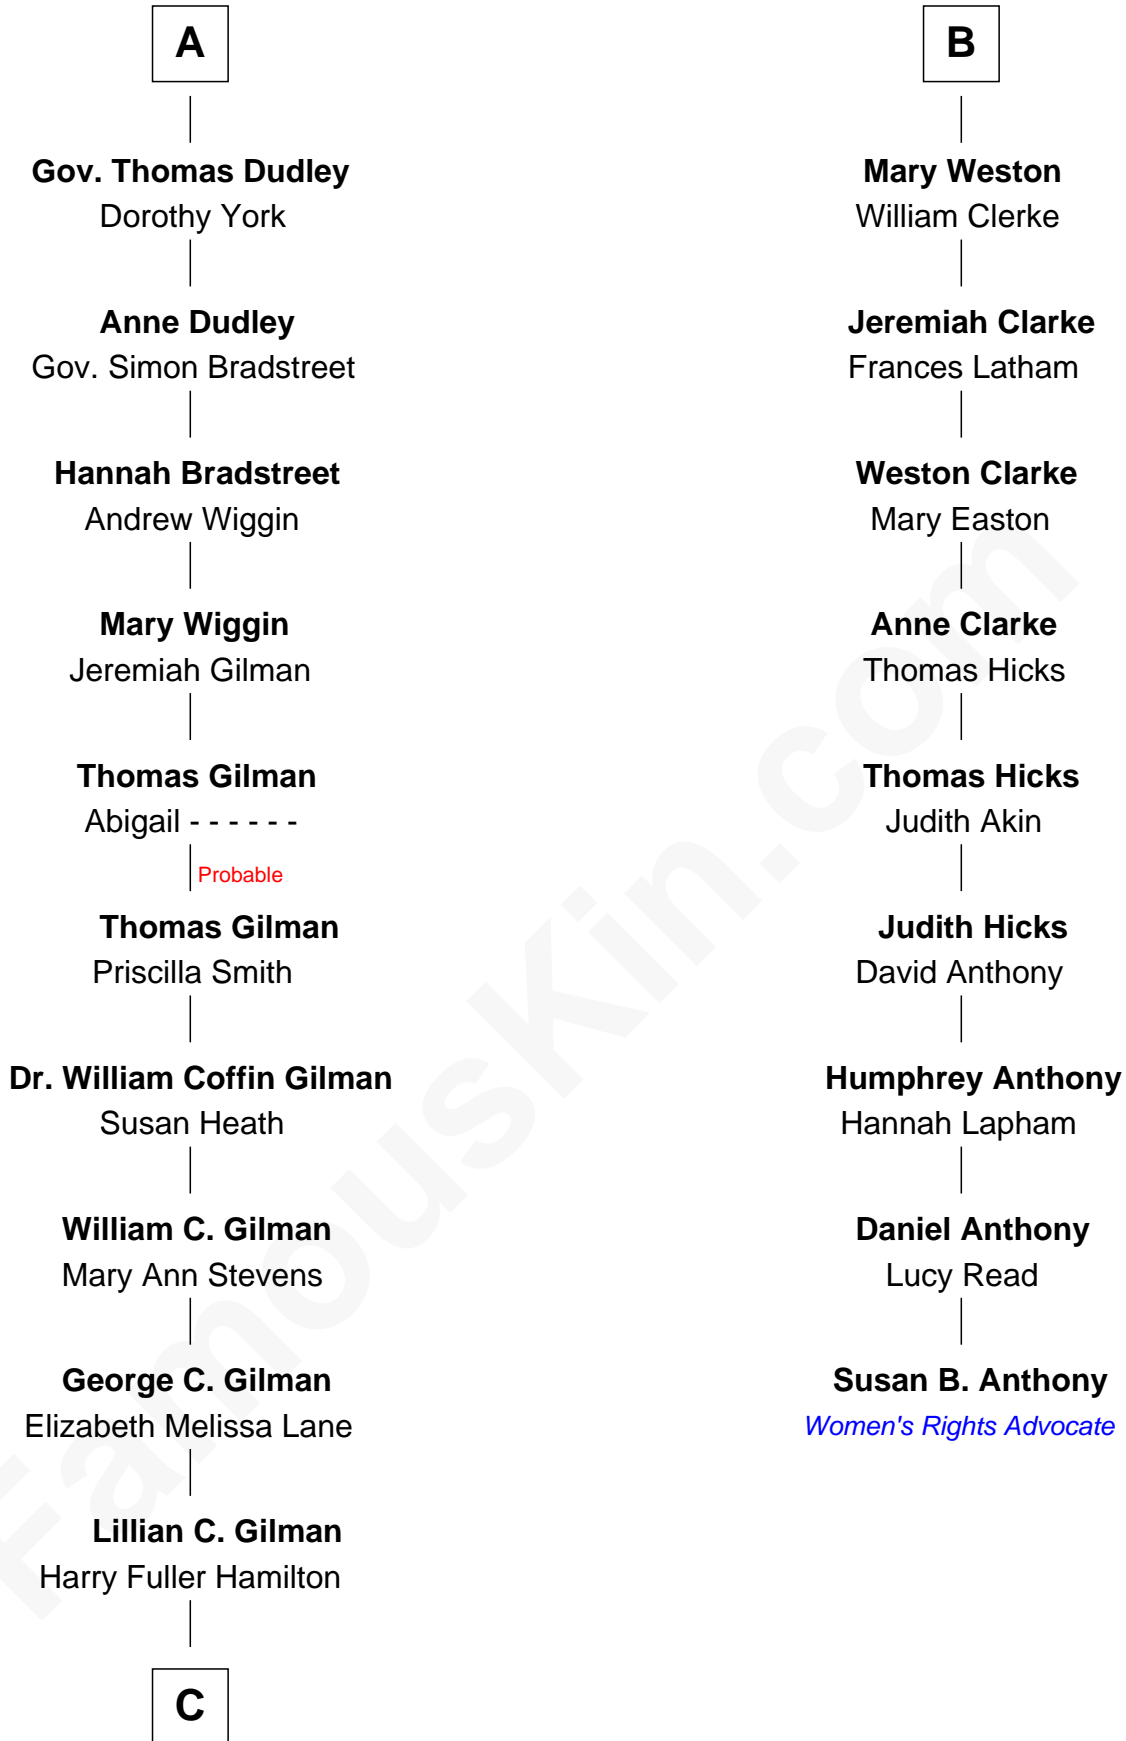 A
Gov. Thomas Dudley
Dorothy York
Anne Dudley
Gov. Simon Bradstreet
Hannah Bradstreet
Andrew Wiggin
Mary Wiggin
Jeremiah Gilman
Thomas Gilman
Abigail - - - - - -
Probable
Thomas Gilman
Priscilla Smith
Dr. William Coffin Gilman
Susan Heath
William C. Gilman
Mary Ann Stevens
George C. Gilman
Elizabeth Melissa Lane
Lillian C. Gilman
Harry Fuller Hamilton
C
B
Mary Weston
William Clerke
Jeremiah Clarke
Frances Latham
Weston Clarke
Mary Easton
Anne Clarke
Thomas Hicks
Thomas Hicks
Judith Akin
Judith Hicks
David Anthony
Humphrey Anthony
Hannah Lapham
Daniel Anthony
Lucy Read
Susan B. Anthony
Women's Rights Advocate
FamousKin.com